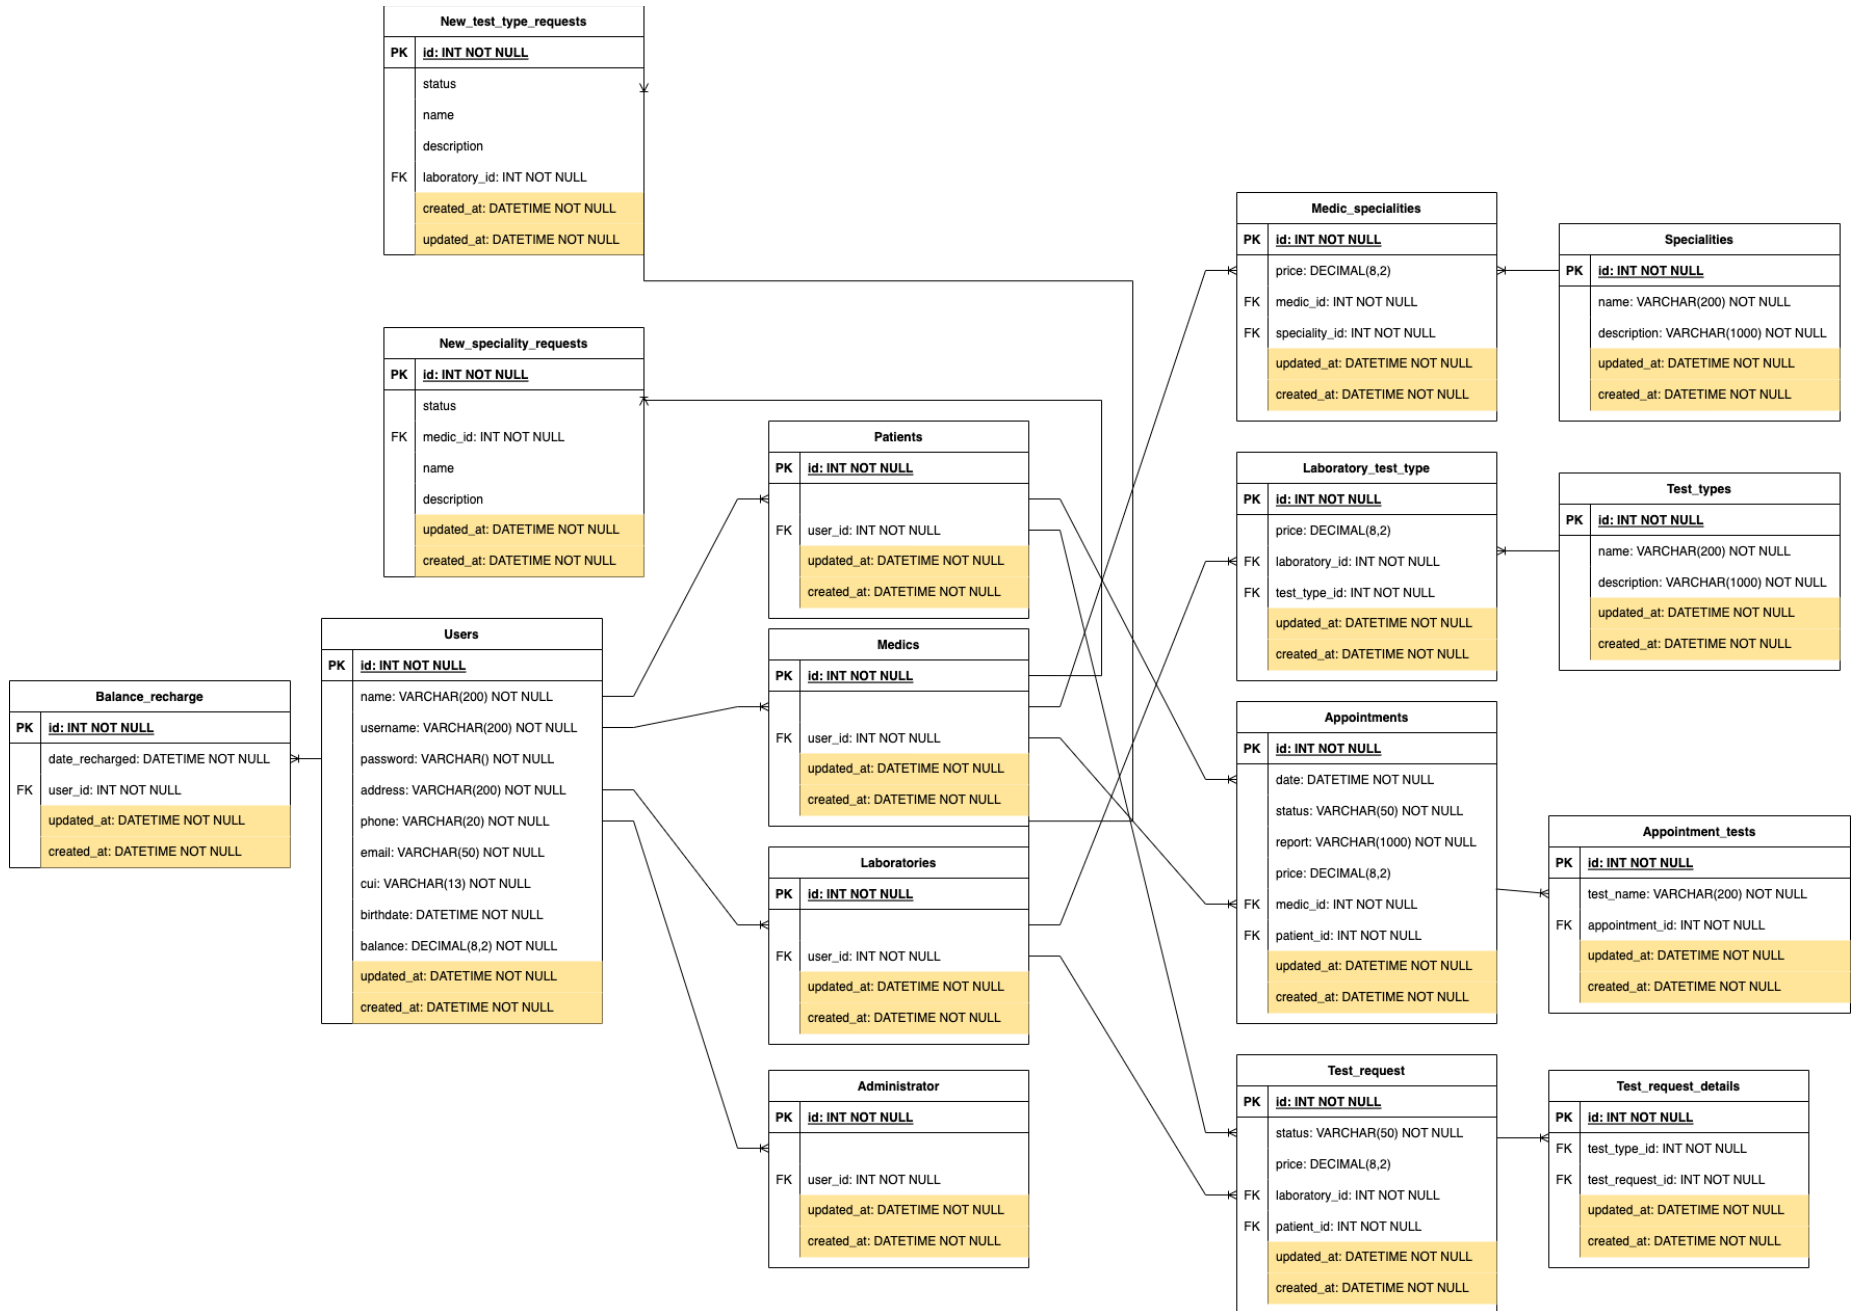 New_test_type_requests
PK id: INT NOT NULL
status
name
description
FK laboratory_id: INT NOT NULL
created_at: DATETIME NOT NULL
updated_at: DATETIME NOT NULL
New_speciality_requests
PK id: INT NOT NULL
status
FK medic_id: INT NOT NULL
name
description
updated_at: DATETIME NOT NULL
created_at: DATETIME NOT NULL
Balance_recharge
PK id: INT NOT NULL
date_recharged: DATETIME NOT NULL
FK user_id: INT NOT NULL
updated_at: DATETIME NOT NULL
created_at: DATETIME NOT NULL
Users
PK id: INT NOT NULL
name: VARCHAR(200) NOT NULL
username: VARCHAR(200) NOT NULL
password: VARCHAR() NOT NULL
address: VARCHAR(200) NOT NULL
phone: VARCHAR(20) NOT NULL
email: VARCHAR(50) NOT NULL
cui: VARCHAR(13) NOT NULL
birthdate: DATETIME NOT NULL
balance: DECIMAL(8,2) NOT NULL
updated_at: DATETIME NOT NULL
created_at: DATETIME NOT NULL
Patients
PK id: INT NOT NULL
FK user_id: INT NOT NULL
updated_at: DATETIME NOT NULL
created_at: DATETIME NOT NULL
Medics
PK id: INT NOT NULL
FK user_id: INT NOT NULL
updated_at: DATETIME NOT NULL
created_at: DATETIME NOT NULL
Laboratories
PK id: INT NOT NULL
FK user_id: INT NOT NULL
updated_at: DATETIME NOT NULL
created_at: DATETIME NOT NULL
Administrator
PK id: INT NOT NULL
FK user_id: INT NOT NULL
updated_at: DATETIME NOT NULL
created_at: DATETIME NOT NULL
Medic_specialities
PK id: INT NOT NULL
price: DECIMAL(8,2)
FK medic_id: INT NOT NULL
FK speciality_id: INT NOT NULL
updated_at: DATETIME NOT NULL
created_at: DATETIME NOT NULL
Specialities
PK id: INT NOT NULL
name: VARCHAR(200) NOT NULL
description: VARCHAR(1000) NOT NULL
updated_at: DATETIME NOT NULL
created_at: DATETIME NOT NULL
Laboratory_test_type
PK id: INT NOT NULL
price: DECIMAL(8,2)
FK laboratory_id: INT NOT NULL
FK test_type_id: INT NOT NULL
updated_at: DATETIME NOT NULL
created_at: DATETIME NOT NULL
Test_types
PK id: INT NOT NULL
name: VARCHAR(200) NOT NULL
description: VARCHAR(1000) NOT NULL
updated_at: DATETIME NOT NULL
created_at: DATETIME NOT NULL
Appointments
PK id: INT NOT NULL
date: DATETIME NOT NULL
status: VARCHAR(50) NOT NULL
report: VARCHAR(1000) NOT NULL
price: DECIMAL(8,2)
FK medic_id: INT NOT NULL
FK patient_id: INT NOT NULL
updated_at: DATETIME NOT NULL
created_at: DATETIME NOT NULL
Appointment_tests
PK id: INT NOT NULL
test_name: VARCHAR(200) NOT NULL
FK appointment_id: INT NOT NULL
updated_at: DATETIME NOT NULL
created_at: DATETIME NOT NULL
Test_request
PK id: INT NOT NULL
status: VARCHAR(50) NOT NULL
price: DECIMAL(8,2)
FK laboratory_id: INT NOT NULL
FK patient_id: INT NOT NULL
updated_at: DATETIME NOT NULL
created_at: DATETIME NOT NULL
Test_request_details
PK id: INT NOT NULL
FK test_type_id: INT NOT NULL
FK test_request_id: INT NOT NULL
updated_at: DATETIME NOT NULL
created_at: DATETIME NOT NULL